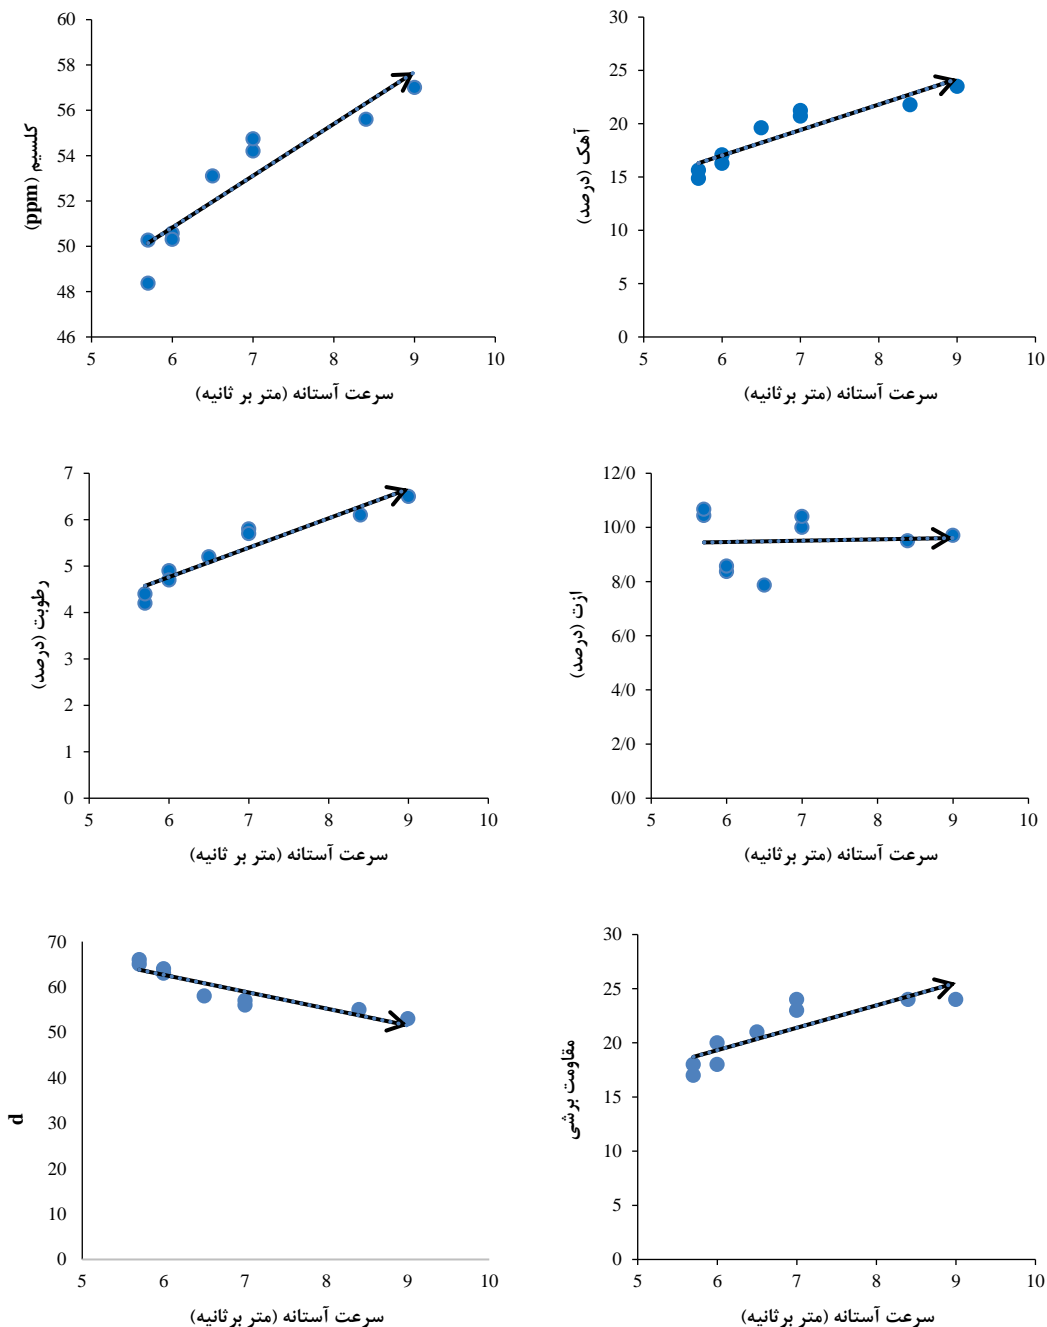 60
58
56
54
52
50
48
46
کلسیم (ppm)
5 6 7 8 9 10
سرعت آستانه (متر بر ثانیه)
30
25
20
15
10
5
0
آهک (درصد)
5 6 7 8 9 10
سرعت آستانه (متر برثانیه)
7
6
5
4
3
2
1
0
رطوبت (درصد)
5 6 7 8 9 10
سرعت آستانه (متر بر ثانیه)
12/0
10/0
8/0
6/0
4/0
2/0
0/0
ازت (درصد)
5 6 7 8 9 10
سرعت آستانه (متر برثانیه)
70
60
50
40
30
20
10
0
d
5 6 7 8 9 10
سرعت آستانه (متر برثانیه)
30
25
20
15
10
5
0
مقاومت برشی
5 6 7 8 9 10
سرعت آستانه (متر برثانیه)